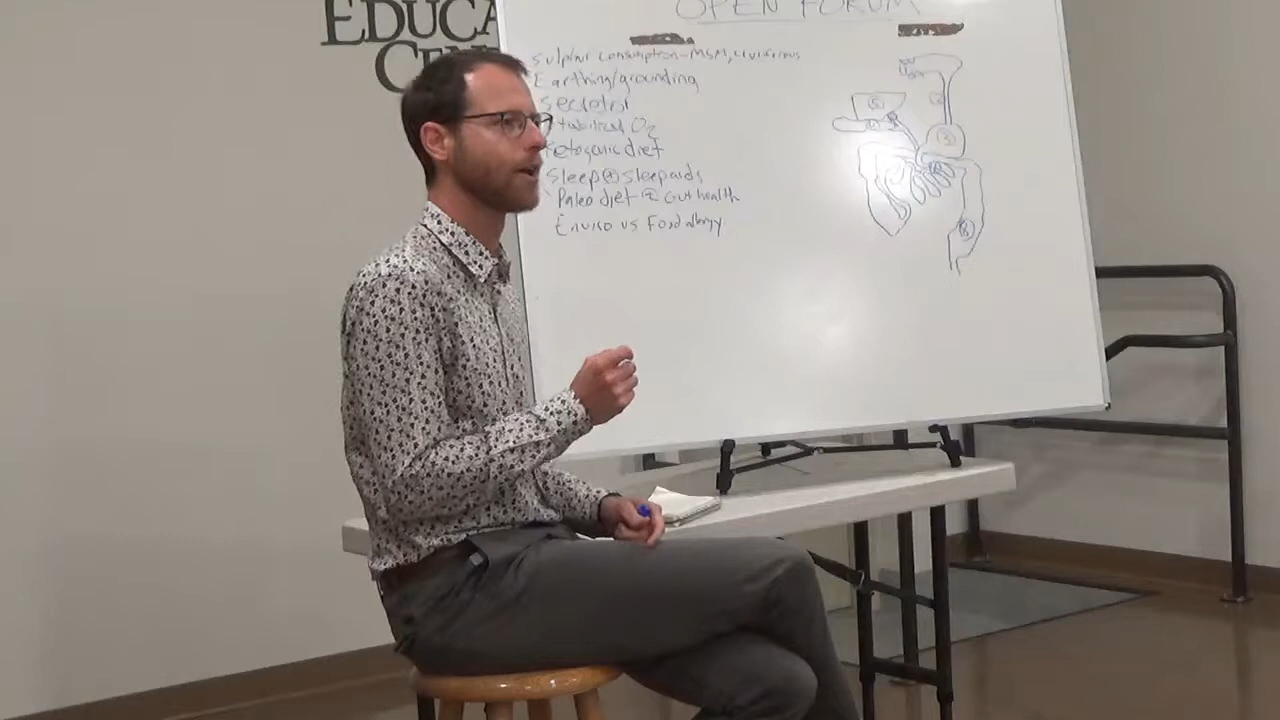 EDUCA
CEN
OPEN FORUM
Sulphur consumption - MSM, cruciferous
Earthing/grounding
Secretor
Stabilized O2
Ketogenic diet
Sleep @ sleep aids
Paleo diet @ Gut health
Enviro vs Food allergy